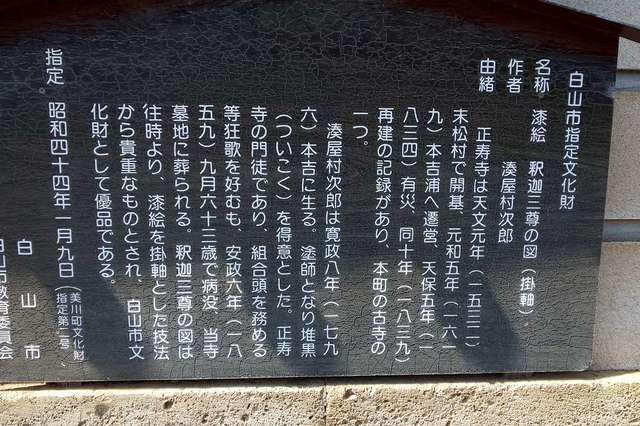 白山市指定文化財
名称　漆絵　釈迦三尊の図（掛軸）
作者　湊屋村次郎
由緒
正寿寺は天文元年（一五三二）
末松村で開基、元和五年（一六一
九）本吉浦へ遷営、天保五年（一
八三四）有災、同十年（一八三九）
再建の記録があり、本町の古寺の
一つ。
湊屋村次郎は寛政八年（一七九
六）本吉に生る。塗師となり堆黒
（ついこく）を得意とした。正寿
寺の門徒であり、組合頭を務める
等狂歌を好むも、安政六年（一八
五九）九月六十三歳で病没、当寺
墓地に葬られる。釈迦三尊の図は
往時より、漆絵を掛軸とした技法
から貴重なものとされ、白山市文
化財として優品である。
指定。昭和四十四年一月九日（美川町文化財指定第二号）
白山市
白山市教育委員会